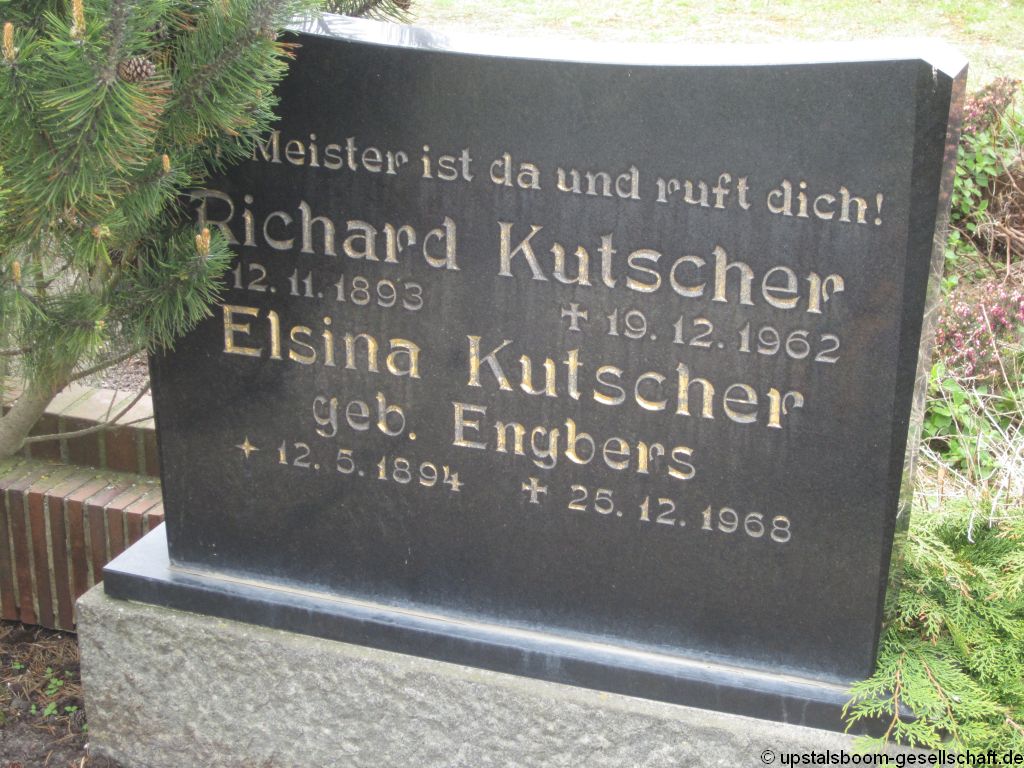 Meister ist da und ruft dich!
Richard Kutscher
12. 11. 1893 ✝ 19. 12. 1962
Elsina Kutscher
geb. Engbers
✦ 12. 5. 1894 ✝ 25. 12. 1968
© upstalsboom-gesellschaft.de